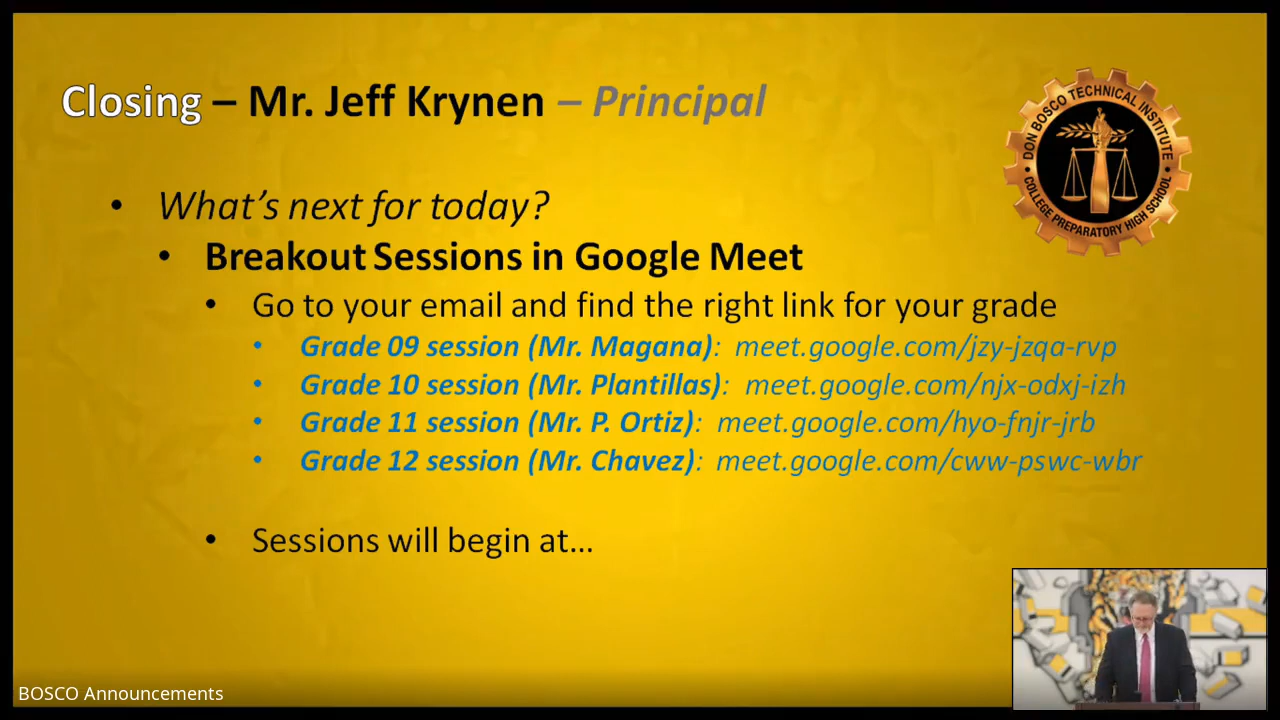 Closing – Mr. Jeff Krynen – Principal
DON BOSCO TECHNICAL INSTITUTE
COLLEGE PREPARATORY HIGH SCHOOL
• What's next for today?
• Breakout Sessions in Google Meet
• Go to your email and find the right link for your grade
• Grade 09 session (Mr. Magana): meet.google.com/jzy-jzqa-rvp
• Grade 10 session (Mr. Plantillas): meet.google.com/njx-odxj-izh
• Grade 11 session (Mr. P. Ortiz): meet.google.com/hyo-fnjr-jrb
• Grade 12 session (Mr. Chavez): meet.google.com/cww-pswc-wbr
• Sessions will begin at…
BOSCO Announcements